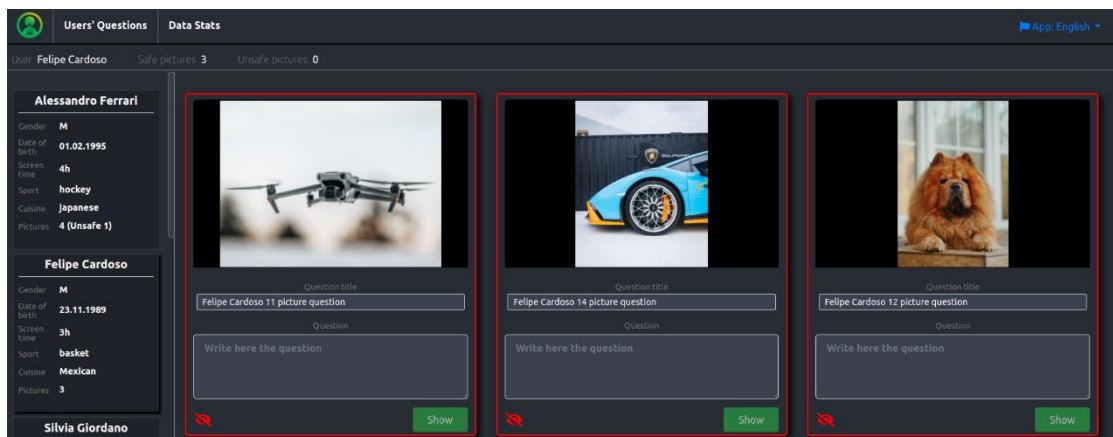 Users' Questions Data Stats App: English
User Felipe Cardoso Safe pictures 3 Unsafe pictures 0
Alessandro Ferrari
Gender M
Date of birth 01.02.1995
Screen time 4h
Sport hockey
Cuisine Japanese
Pictures 4 (Unsafe 1)
Felipe Cardoso
Gender M
Date of birth 23.11.1989
Screen time 3h
Sport basket
Cuisine Mexican
Pictures 3
Silvia Giordano
Question title
Felipe Cardoso 11 picture question
Question
Write here the question
Show
Question title
Felipe Cardoso 14 picture question
Question
Write here the question
Show
Question title
Felipe Cardoso 12 picture question
Question
Write here the question
Show